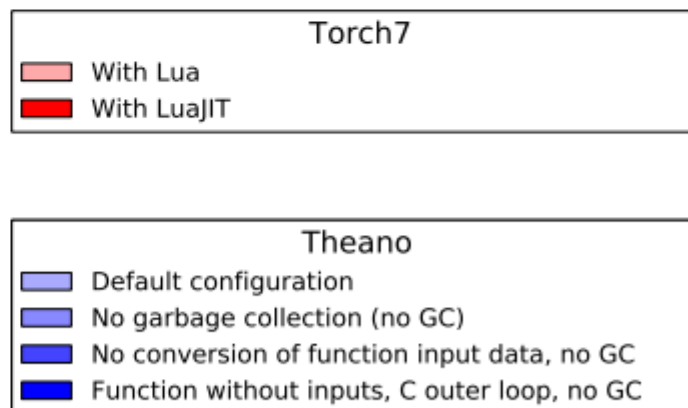 Torch7
With Lua
With LuaJIT
Theano
Default configuration
No garbage collection (no GC)
No conversion of function input data, no GC
Function without inputs, C outer loop, no GC